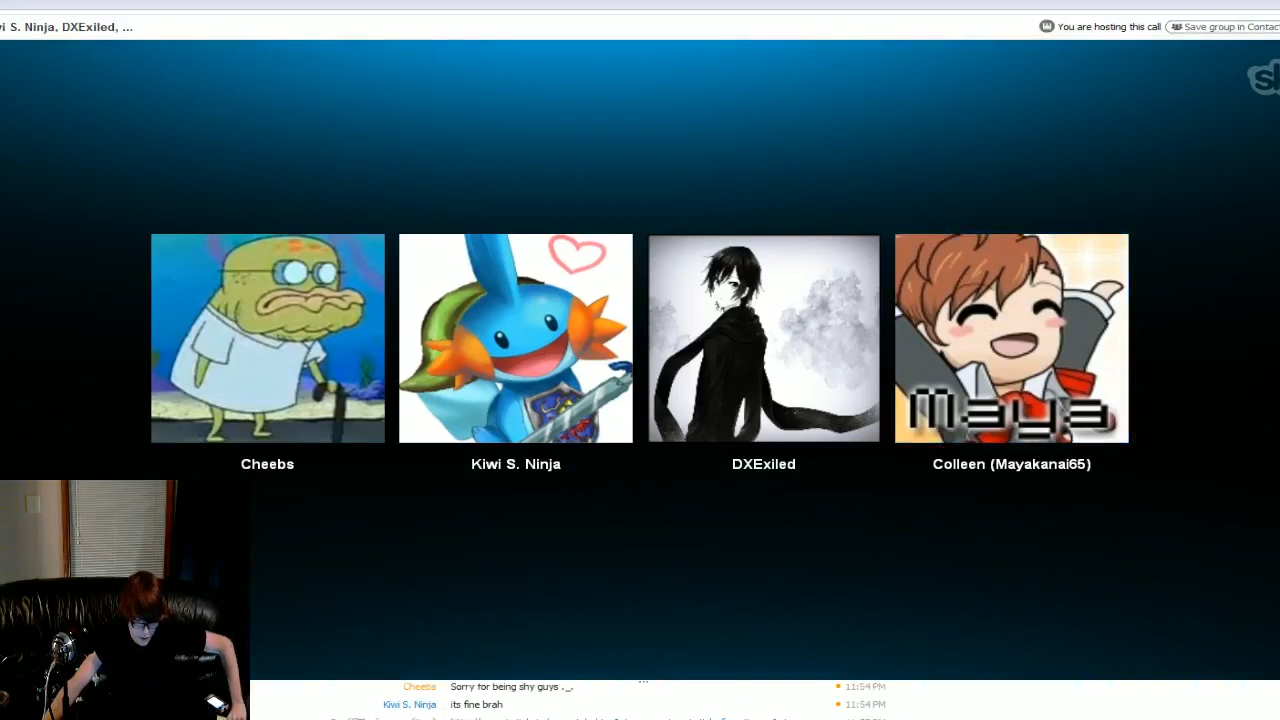 i S. Ninja, DXExiled, ...
You are hosting this call
Save group in Contac
Maya
Cheebs
Kiwi S. Ninja
DXExiled
Colleen (Mayakanai65)
Cheebs Sorry for being shy guys ._. 11:54 PM
Kiwi S. Ninja its fine brah 11:54 PM